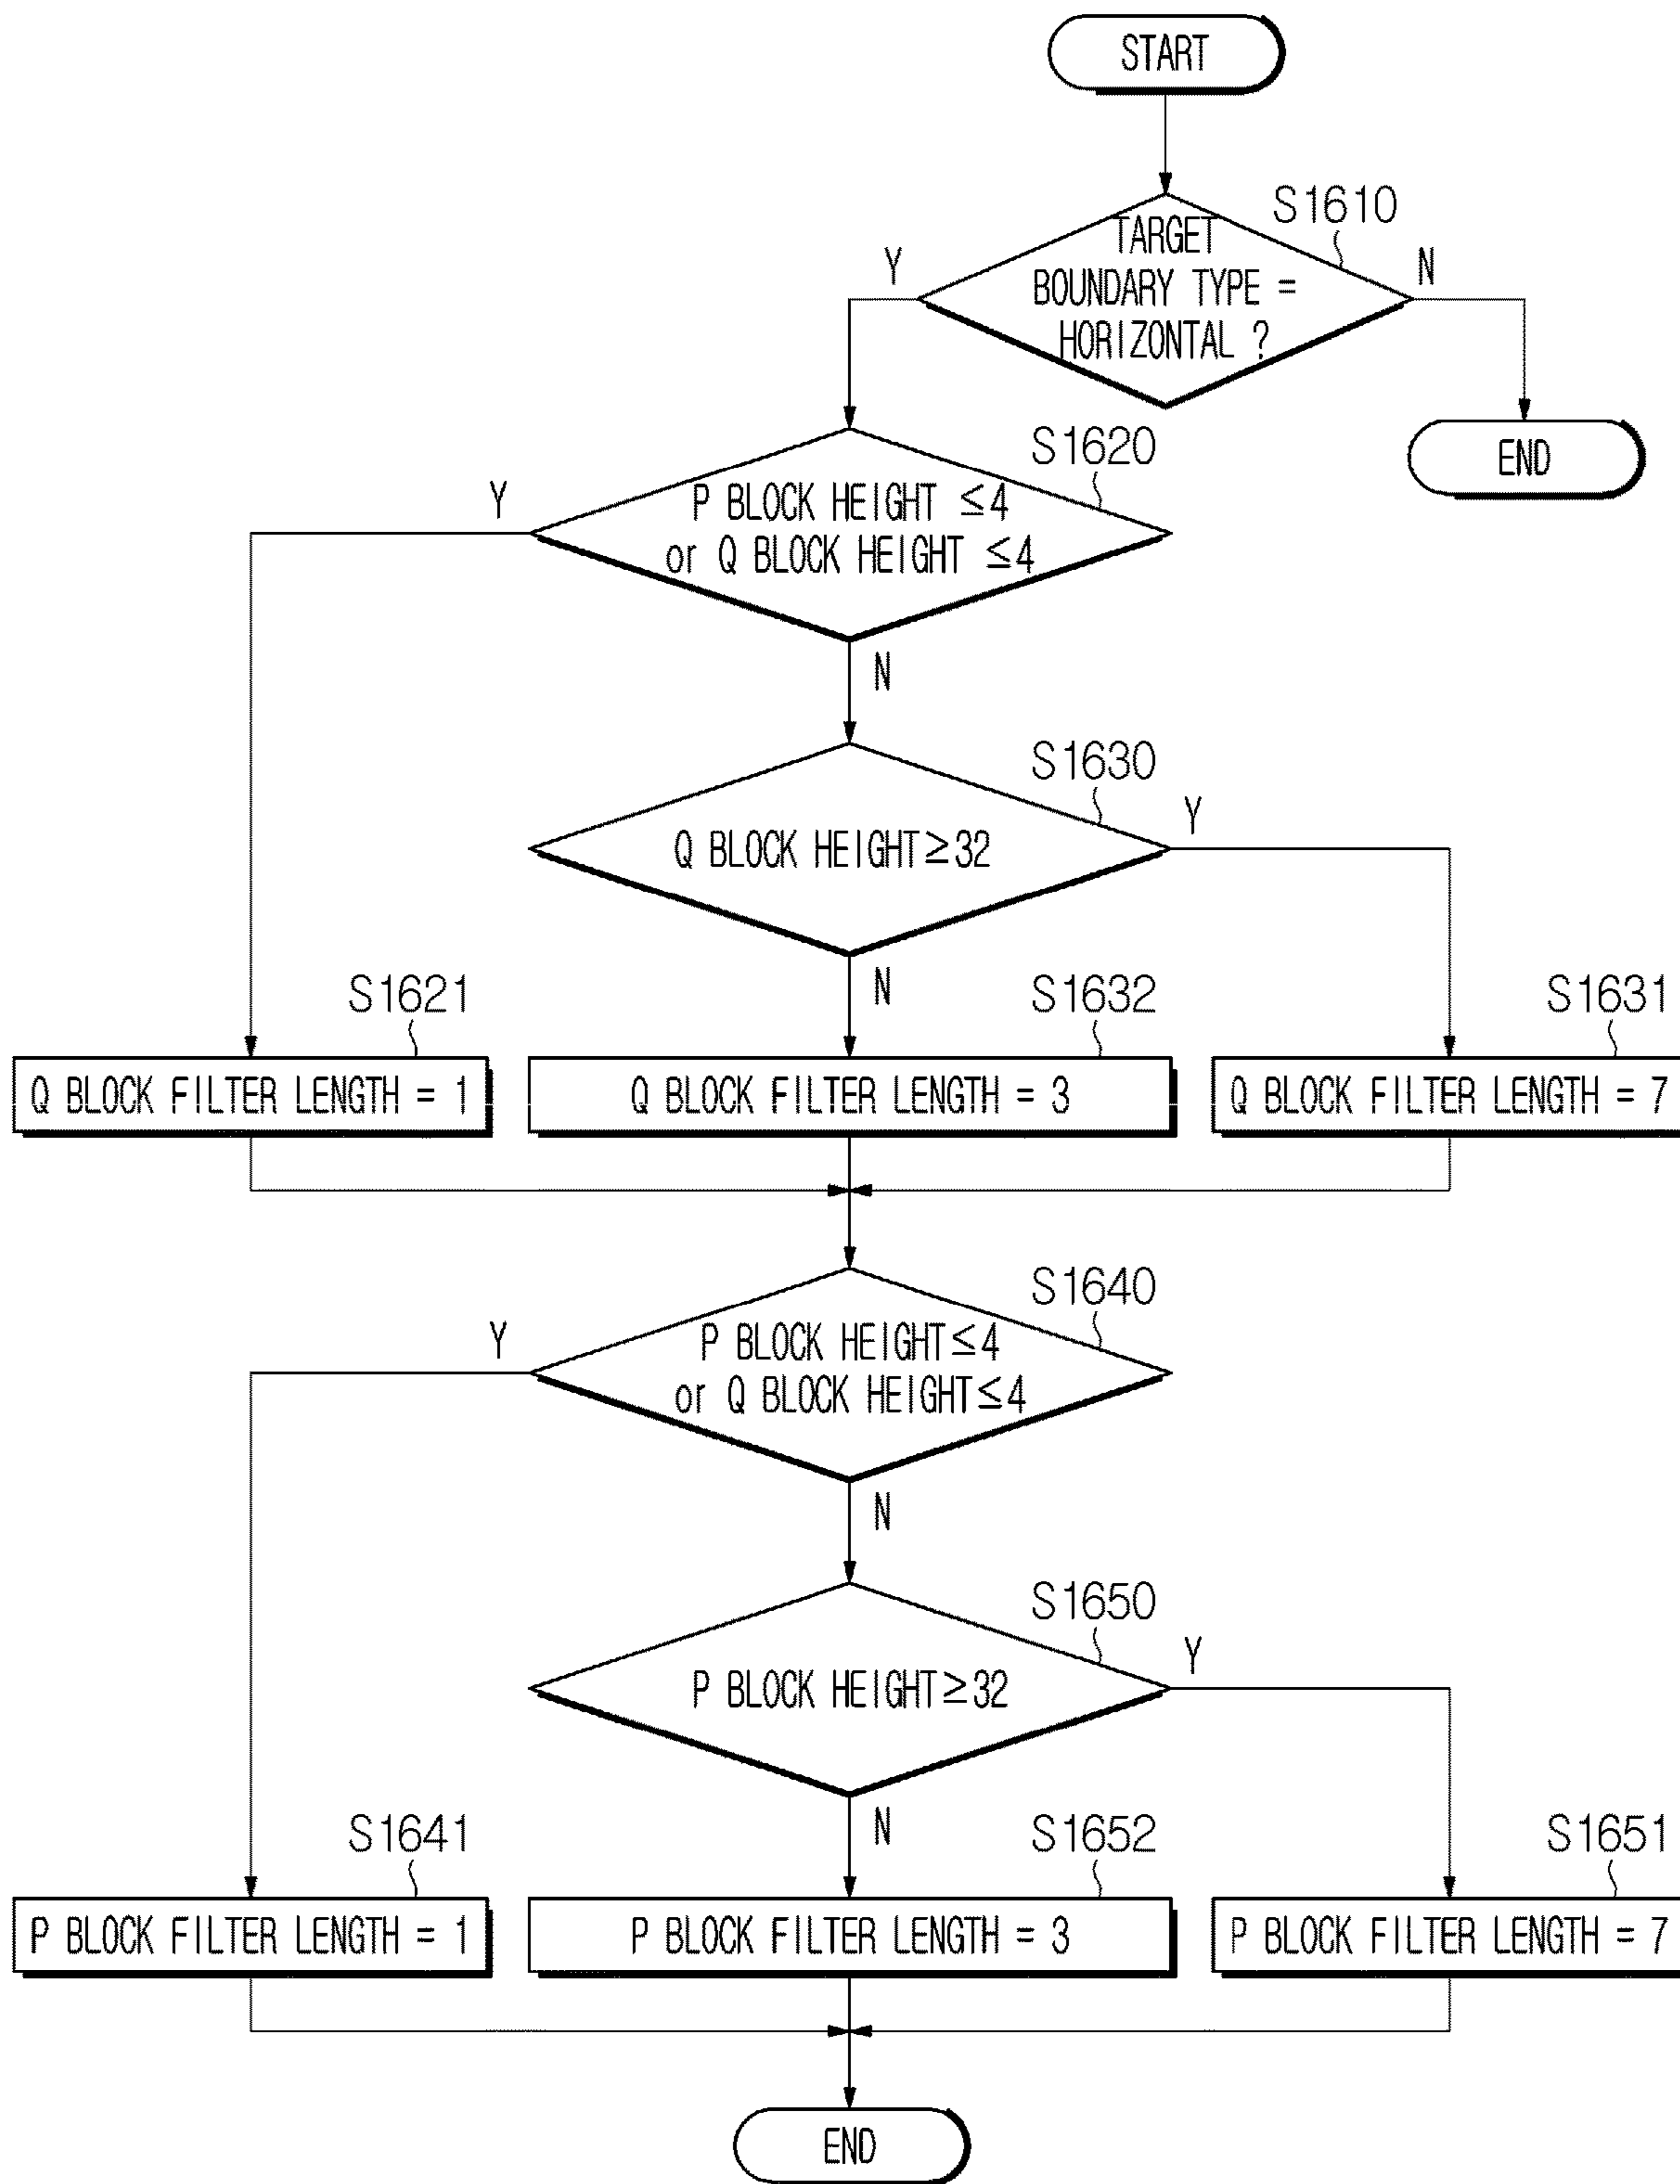 START
S1610
TARGET
BOUNDARY TYPE =
HORIZONTAL ?
Y
N
END
S1620
P BLOCK HEIGHT ≤4
or Q BLOCK HEIGHT ≤4
Y
N
S1630
Q BLOCK HEIGHT≥32
Y
N
S1621
S1632
S1631
Q BLOCK FILTER LENGTH = 1
Q BLOCK FILTER LENGTH = 3
Q BLOCK FILTER LENGTH = 7
S1640
P BLOCK HEIGHT≤4
or Q BLOCK HEIGHT≤4
Y
N
S1650
P BLOCK HEIGHT≥32
Y
N
S1641
S1652
S1651
P BLOCK FILTER LENGTH = 1
P BLOCK FILTER LENGTH = 3
P BLOCK FILTER LENGTH = 7
END